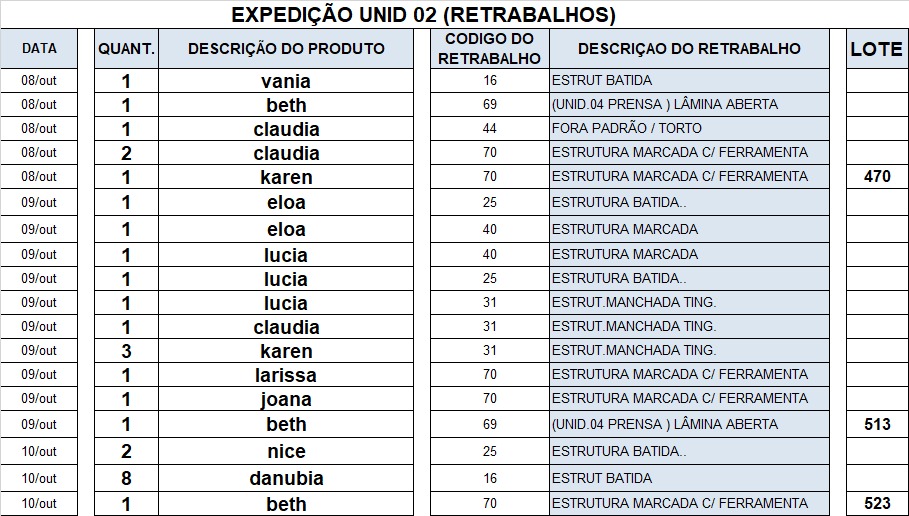 EXPEDIÇÃO UNID 02 (RETRABALHOS)
DATA QUANT. DESCRIÇÃO DO PRODUTO CODIGO DO RETRABALHO DESCRIÇAO DO RETRABALHO LOTE
08/out 1 vania 16 ESTRUT BATIDA
08/out 1 beth 69 (UNID.04 PRENSA ) LÂMINA ABERTA
08/out 1 claudia 44 FORA PADRÃO / TORTO
08/out 2 claudia 70 ESTRUTURA MARCADA C/ FERRAMENTA
08/out 1 karen 70 ESTRUTURA MARCADA C/ FERRAMENTA 470
09/out 1 eloa 25 ESTRUTURA BATIDA..
09/out 1 eloa 40 ESTRUTURA MARCADA
09/out 1 lucia 40 ESTRUTURA MARCADA
09/out 1 lucia 25 ESTRUTURA BATIDA..
09/out 1 lucia 31 ESTRUT.MANCHADA TING.
09/out 1 claudia 31 ESTRUT.MANCHADA TING.
09/out 3 karen 31 ESTRUT.MANCHADA TING.
09/out 1 larissa 70 ESTRUTURA MARCADA C/ FERRAMENTA
09/out 1 joana 70 ESTRUTURA MARCADA C/ FERRAMENTA
09/out 1 beth 69 (UNID.04 PRENSA ) LÂMINA ABERTA 513
10/out 2 nice 25 ESTRUTURA BATIDA..
10/out 8 danubia 16 ESTRUT BATIDA
10/out 1 beth 70 ESTRUTURA MARCADA C/ FERRAMENTA 523